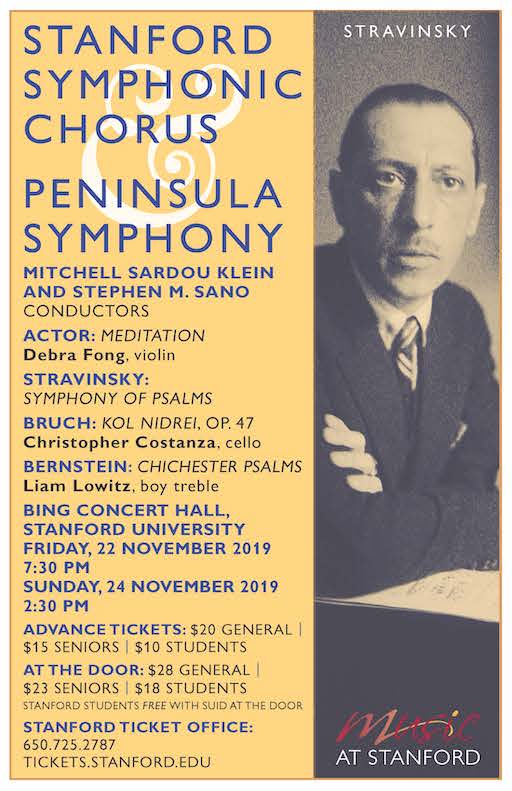 STANFORD
SYMPHONIC
CHORUS
&
PENINSULA
SYMPHONY
MITCHELL SARDOU KLEIN
AND STEPHEN M. SANO
CONDUCTORS
ACTOR: MEDITATION
Debra Fong, violin
STRAVINSKY:
SYMPHONY OF PSALMS
BRUCH: KOL NIDREI, OP. 47
Christopher Costanza, cello
BERNSTEIN: CHICHESTER PSALMS
Liam Lowitz, boy treble
BING CONCERT HALL,
STANFORD UNIVERSITY
FRIDAY, 22 NOVEMBER 2019
7:30 PM
SUNDAY, 24 NOVEMBER 2019
2:30 PM
ADVANCE TICKETS: $20 GENERAL |
$15 SENIORS | $10 STUDENTS
AT THE DOOR: $28 GENERAL |
$23 SENIORS | $18 STUDENTS
STANFORD STUDENTS FREE WITH SUID AT THE DOOR
STANFORD TICKET OFFICE:
650.725.2787
TICKETS.STANFORD.EDU
STRAVINSKY
music
AT STANFORD